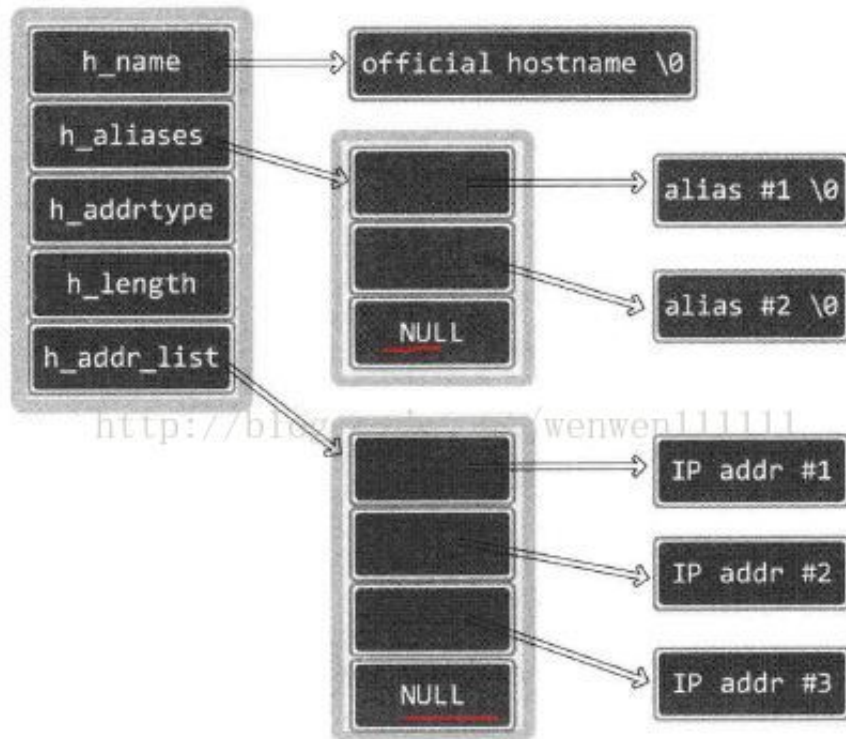 h_name
official hostname \0
h_aliases
h_addrtype
h_length
h_addr_list
alias #1 \0
alias #2 \0
NULL
IP addr #1
IP addr #2
IP addr #3
NULL